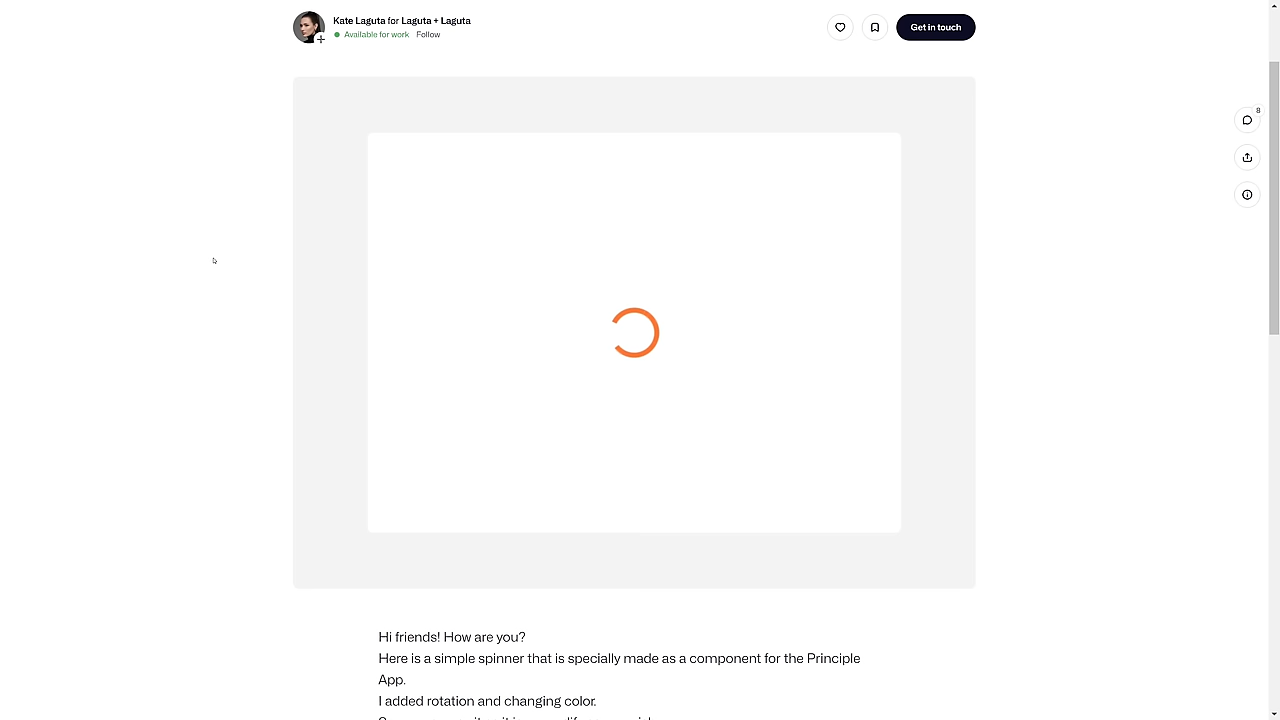 Kate Laguta for Laguta + Laguta
Available for work Follow
Get in touch
8
Hi friends! How are you?
Here is a simple spinner that is specially made as a component for the Principle
App.
I added rotation and changing color.